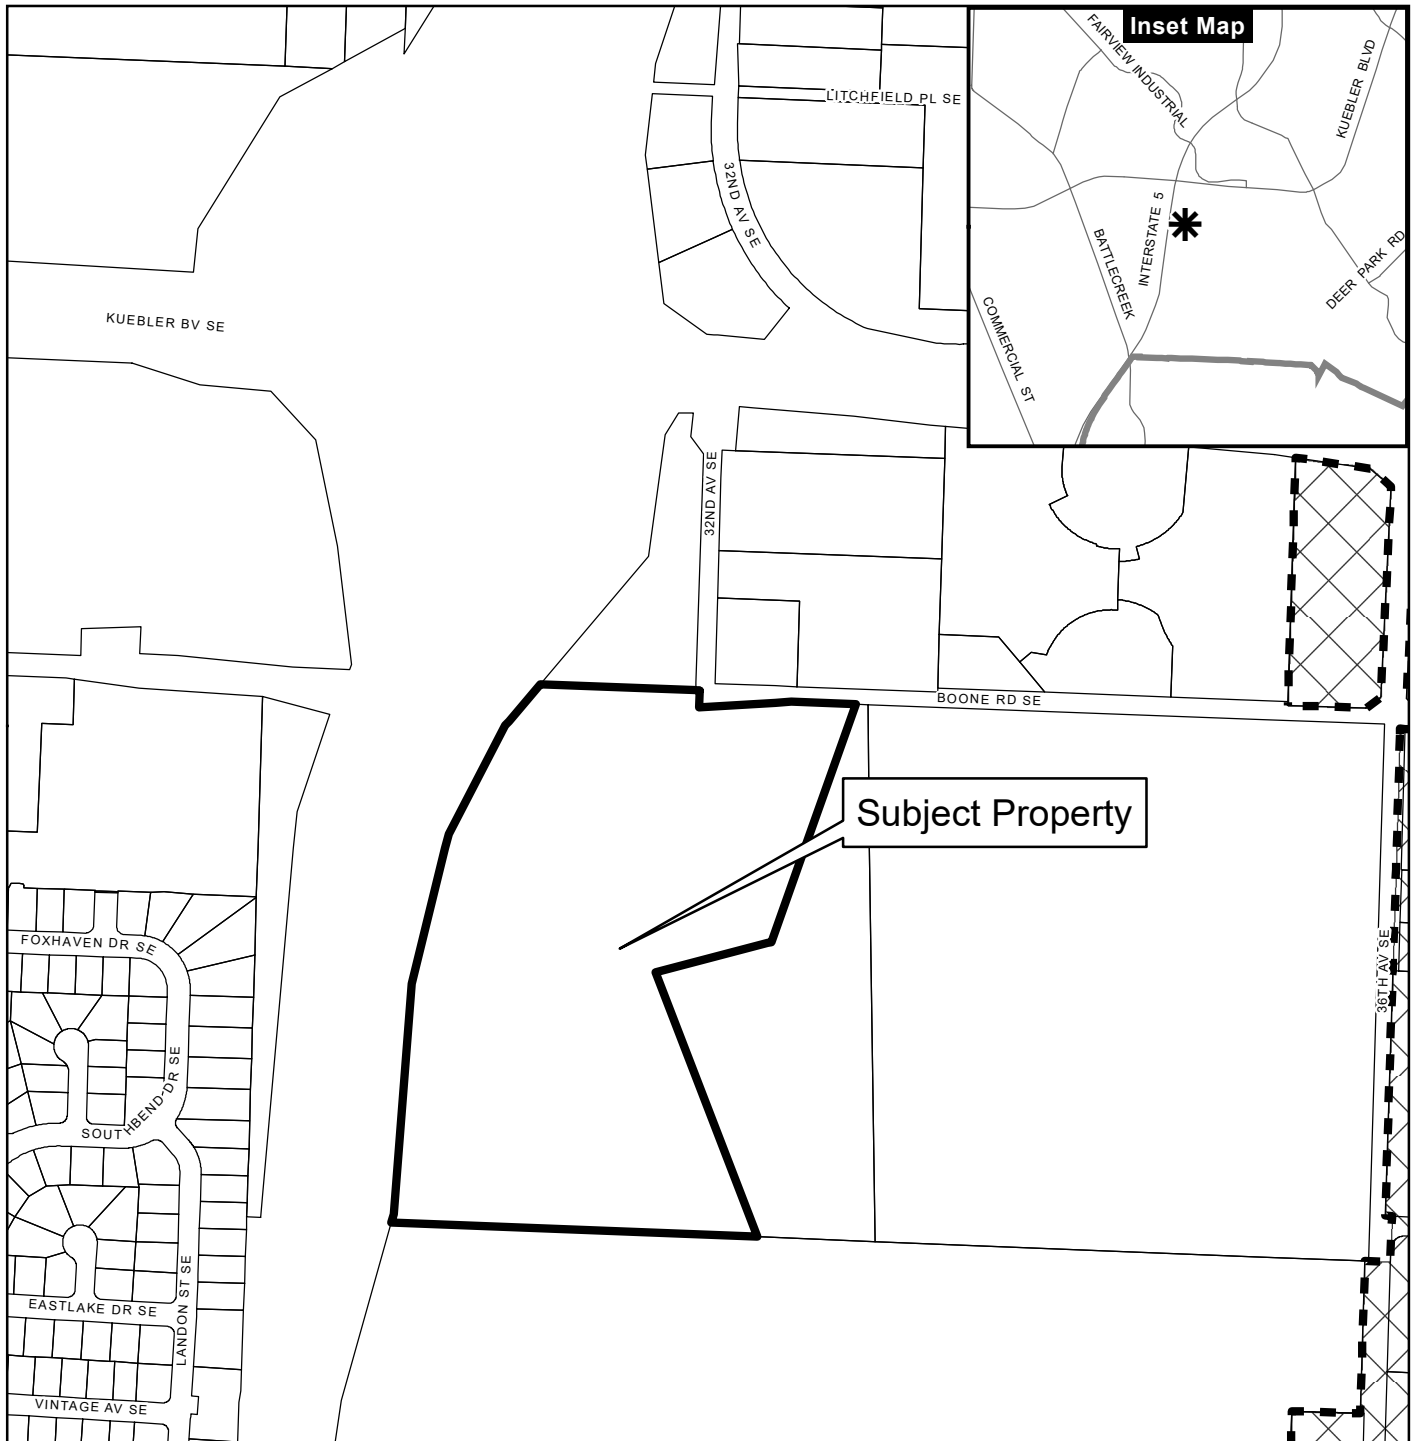 Inset Map
FAIRVIEW INDUSTRIAL
KUEBLER BLVD
LITCHFIELD PL SE
32ND AV SE
INTERSTATE 5
BATTLECREEK
DEER PARK RD
COMMERCIAL ST
KUEBLER BV SE
32ND AV SE
BOONE RD SE
Subject Property
36TH AV SE
FOXHAVEN DR SE
SOUTHBEND DR SE
LANDON ST SE
EASTLAKE DR SE
VINTAGE AV SE